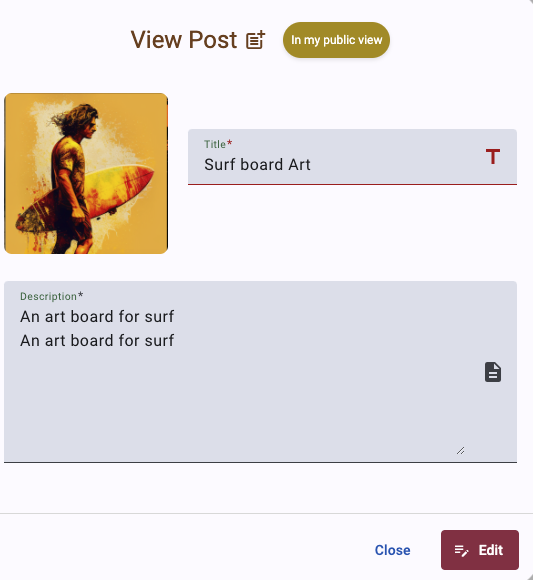 View Post
In my public view
Title*
Surf board Art
Description*
An art board for surf
An art board for surf
Close
Edit